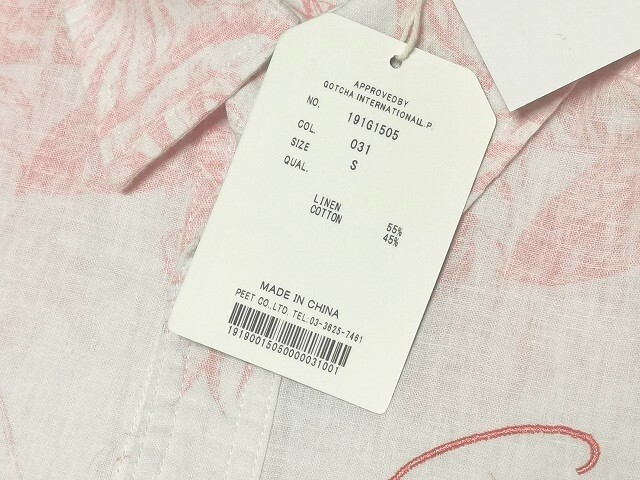 APPROVEDBY
GOTCHA INTERNATIONALL.P.
NO. 191G1505
COL. 031
SIZE S
QUAL.
LINEN 55%
COTTON 45%
MADE IN CHINA
PEET CO.,LTD. TEL:03-3625-7461
1919001505000031001